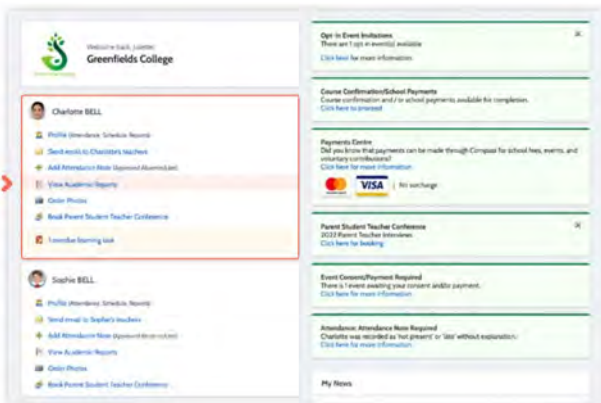 Welcome back, Juliette!
Greenfields College
Charlotte BELL
Profile (Attendance, Schedule, Reports)
Send email to Charlotte's teachers
Add Attendance Note (Approved Absence/Late)
View Academic Reports
Order Photos
Book Parent Student Teacher Conference
1 overdue learning task
Sophie BELL
Profile (Attendance, Schedule, Reports)
Send email to Sophie's teachers
Add Attendance Note (Approved Absence/Late)
View Academic Reports
Order Photos
Book Parent Student Teacher Conference
Opt-in Event Invitations
There are 1 opt in event(s) available
Click here for more information
Course Confirmation/School Payments
Course confirmation and / or school payments available for completion.
Click here to proceed
Payments Centre
Did you know that payments can be made through Compass for school fees, events, and
voluntary contributions?
Click here for more information
VISA | No surcharge
Parent Student Teacher Conference
2023 Parent Teacher Interviews
Click here for booking
Event Consent/Payment Required
There is 1 event awaiting your consent and/or payment.
Click here for more information
Attendance: Attendance Note Required
Charlotte was recorded as 'not present' or 'late' without explanation.
Click here for more information
My News